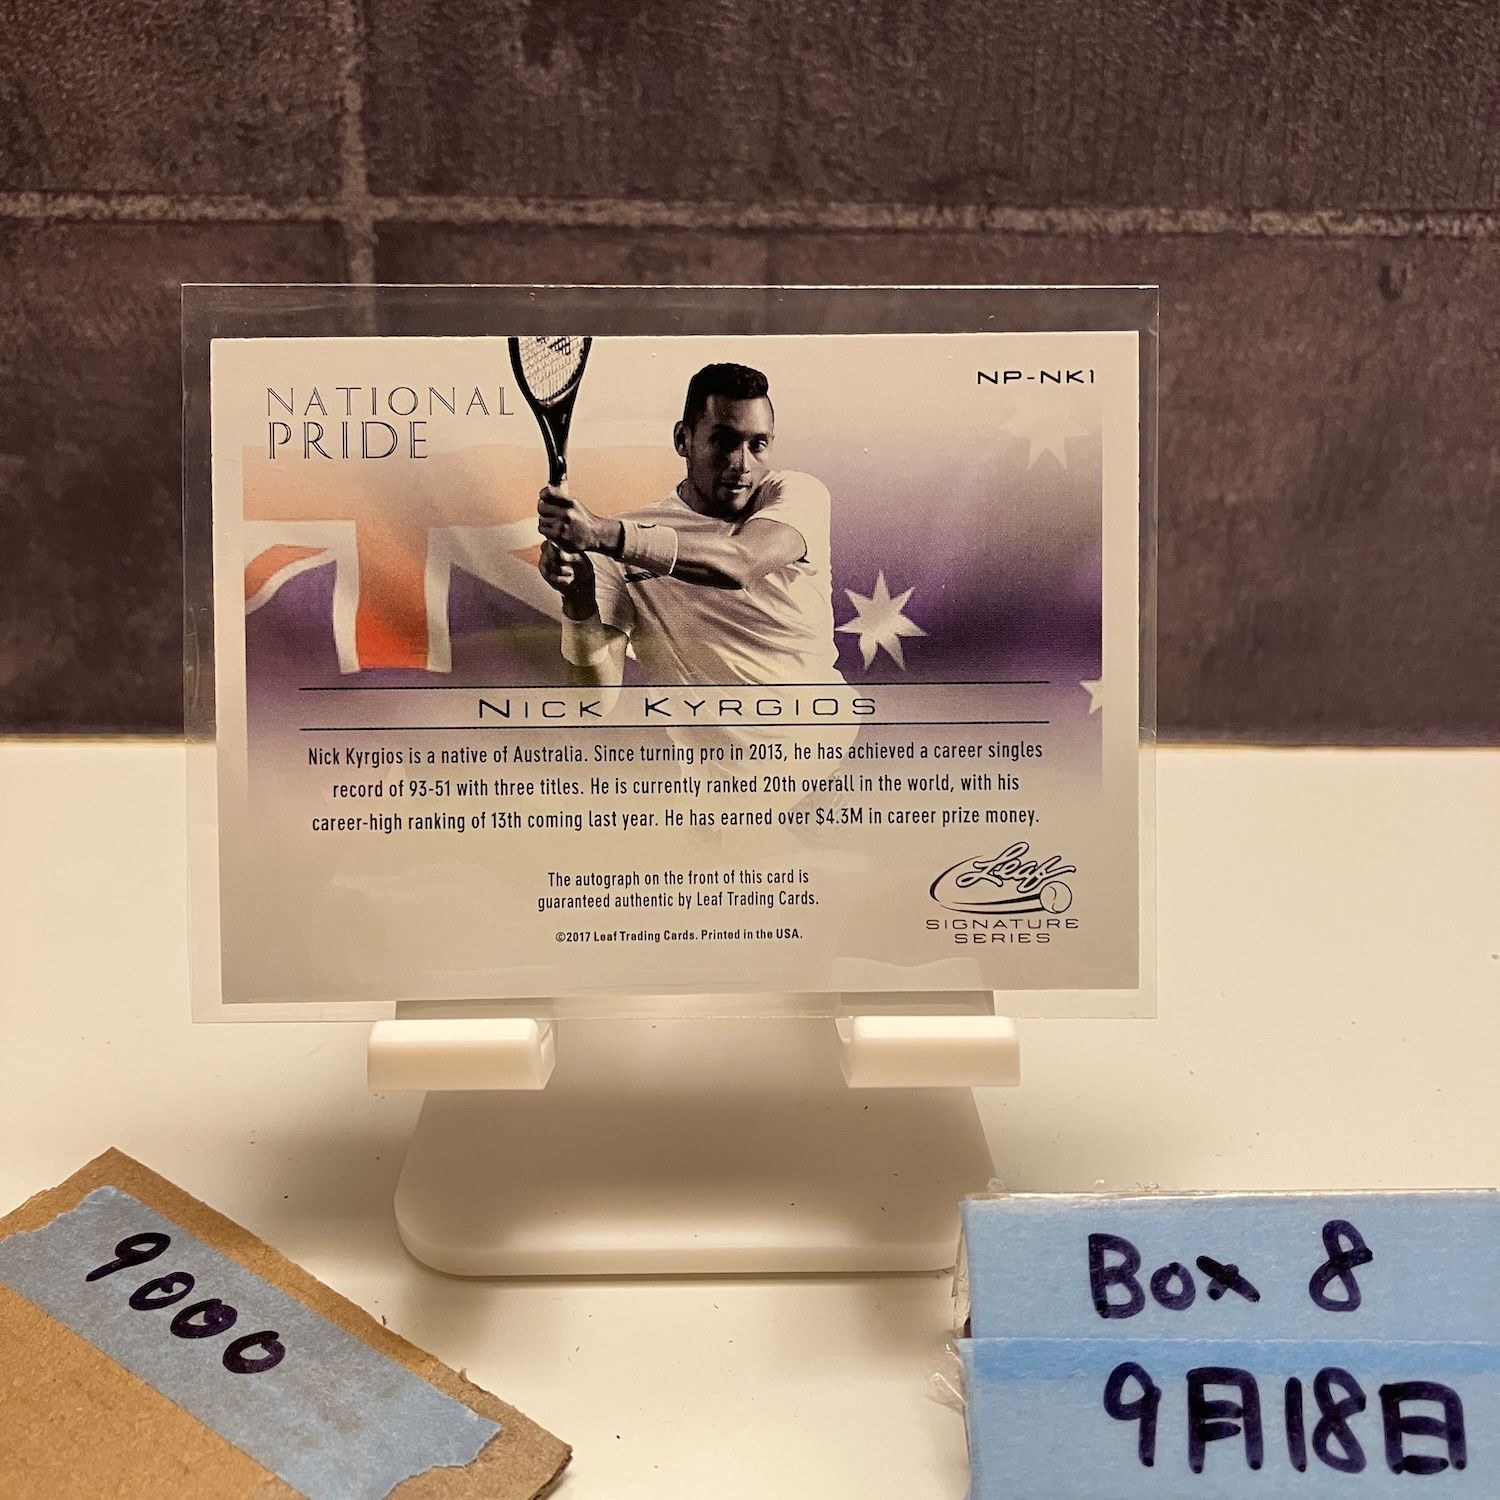 NATIONAL
PRIDE
NP-NK1
NICK KYRGIOS
Nick Kyrgios is a native of Australia. Since turning pro in 2013, he has achieved a career singles
record of 93-51 with three titles. He is currently ranked 20th overall in the world, with his
career-high ranking of 13th coming last year. He has earned over $4.3M in career prize money.
The autograph on the front of this card is
guaranteed authentic by Leaf Trading Cards.
©2017 Leaf Trading Cards. Printed in the USA.
Leaf
SIGNATURE
SERIES
9000
Box 8
9月18日